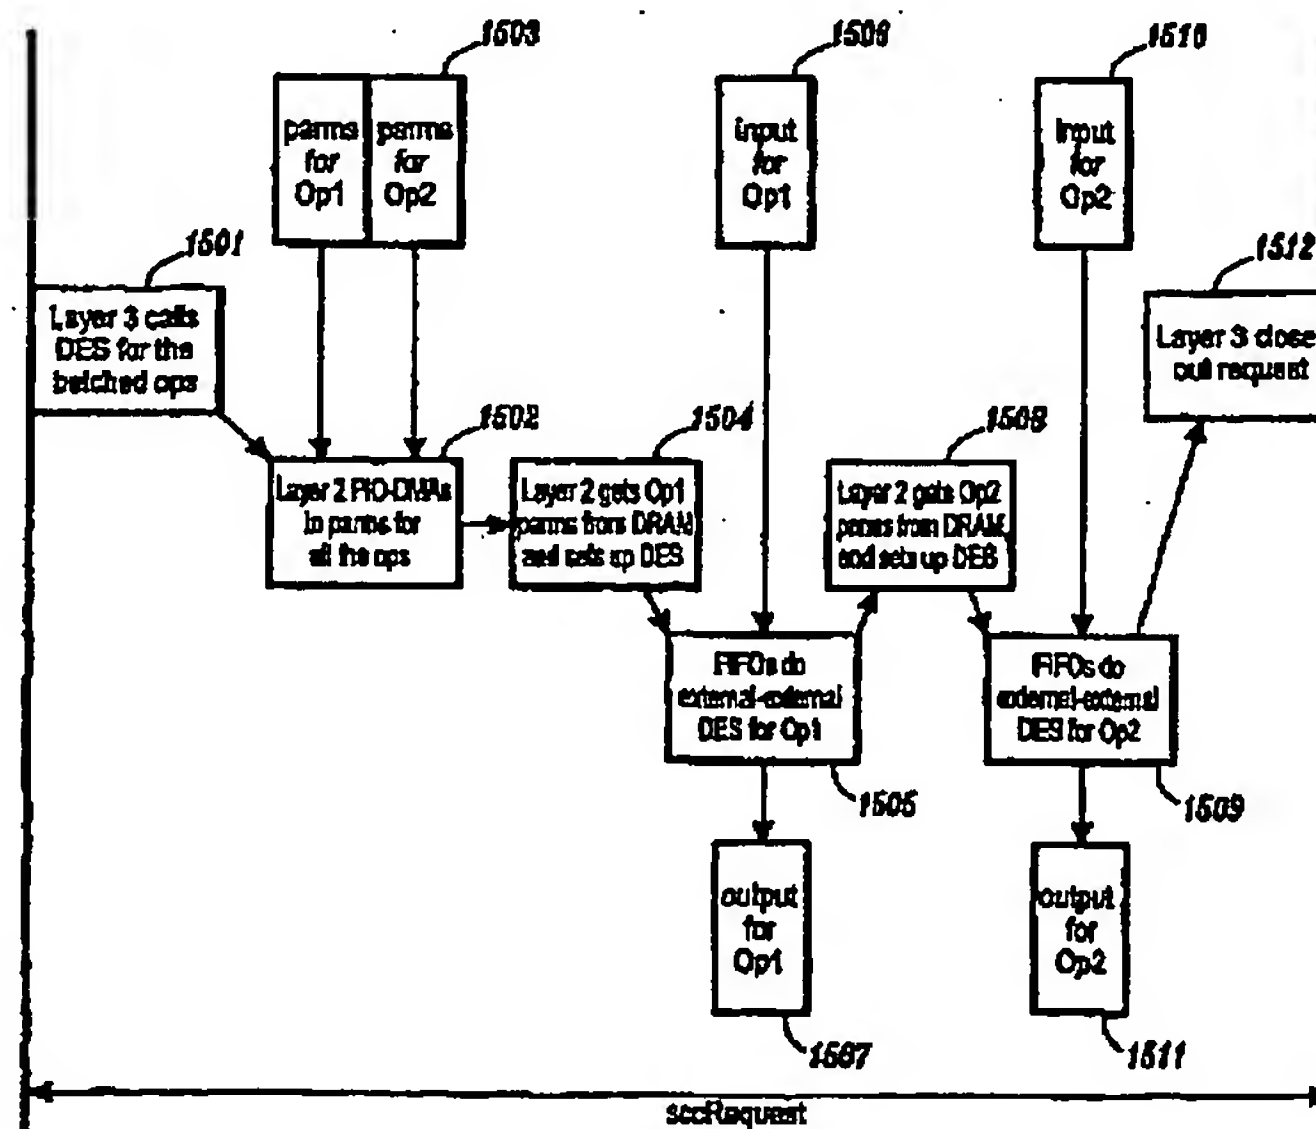 1503
1506
1510
parms
for
Op1
parms
for
Op2
input
for
Op1
input
for
Op2
1501
1512
Layer 3 calls
DES for the
batched ops
Layer 3 close
out request
1502
1504
1508
Layer 2 PIO-DMAs
in parms for
all the ops
Layer 2 gets Op1
parms from DRAM
and sets up DES
Layer 2 gets Op2
parms from DRAM
and sets up DES
FIFOs do
external-external
DES for Op1
FIFOs do
external-external
DES for Op2
1505
1509
output
for
Op1
output
for
Op2
1507
1511
sccRequest